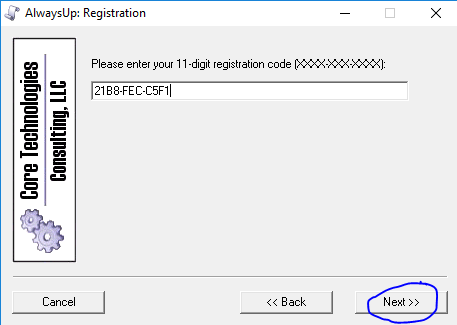 AlwaysUp: Registration
Core Technologies
Consulting, LLC
Please enter your 11-digit registration code (XXXX-XXX-XXXX):
21B8-FEC-C5F1
Cancel
<< Back
Next >>